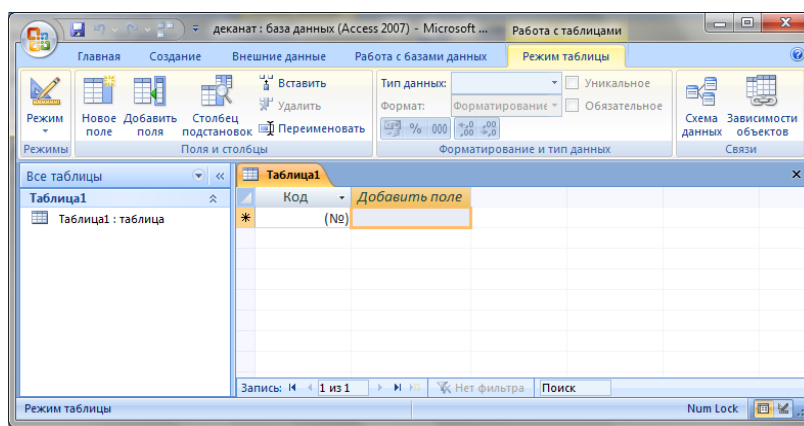 деканат : база данных (Access 2007) - Microsoft ... Работа с таблицами
Главная Создание Внешние данные Работа с базами данных Режим таблицы
Режим
Новое поле
Добавить поля
Столбец подстановок
Вставить
Удалить
Переименовать
Тип данных: Уникальное
Формат: Форматирование Обязательное
% 000
Схема данных
Зависимости объектов
Режимы Поля и столбцы Форматирование и тип данных Связи
Все таблицы
Таблица1
Таблица1 : таблица
Таблица1
Код Добавить поле
(№)
Запись: 1 из 1 Нет фильтра Поиск
Режим таблицы Num Lock